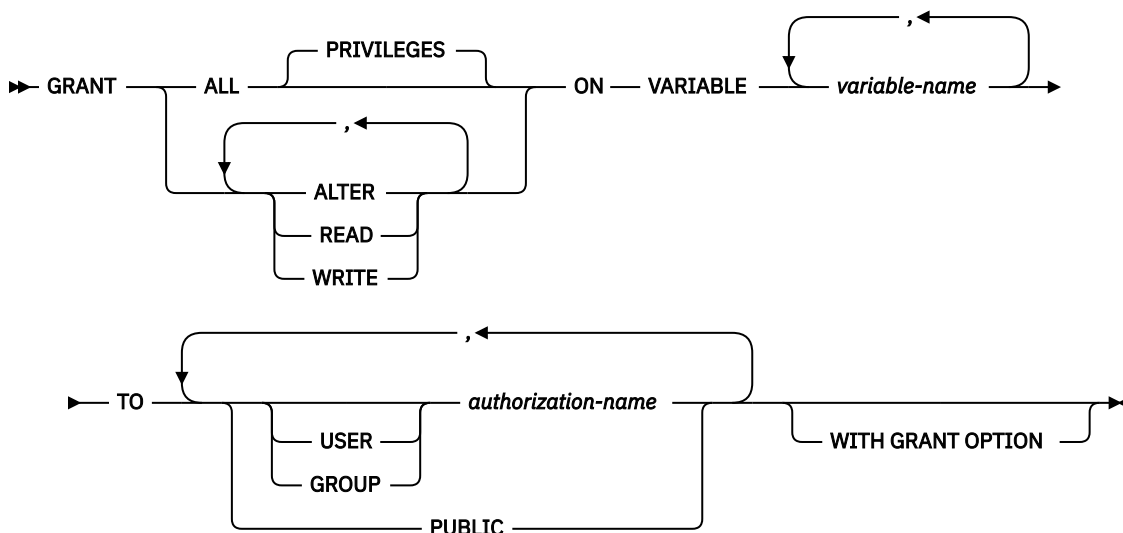 PRIVILEGES
,
GRANT ALL ON VARIABLE variable-name
,
ALTER
READ
WRITE
,
TO authorization-name
USER WITH GRANT OPTION
GROUP
PUBLIC